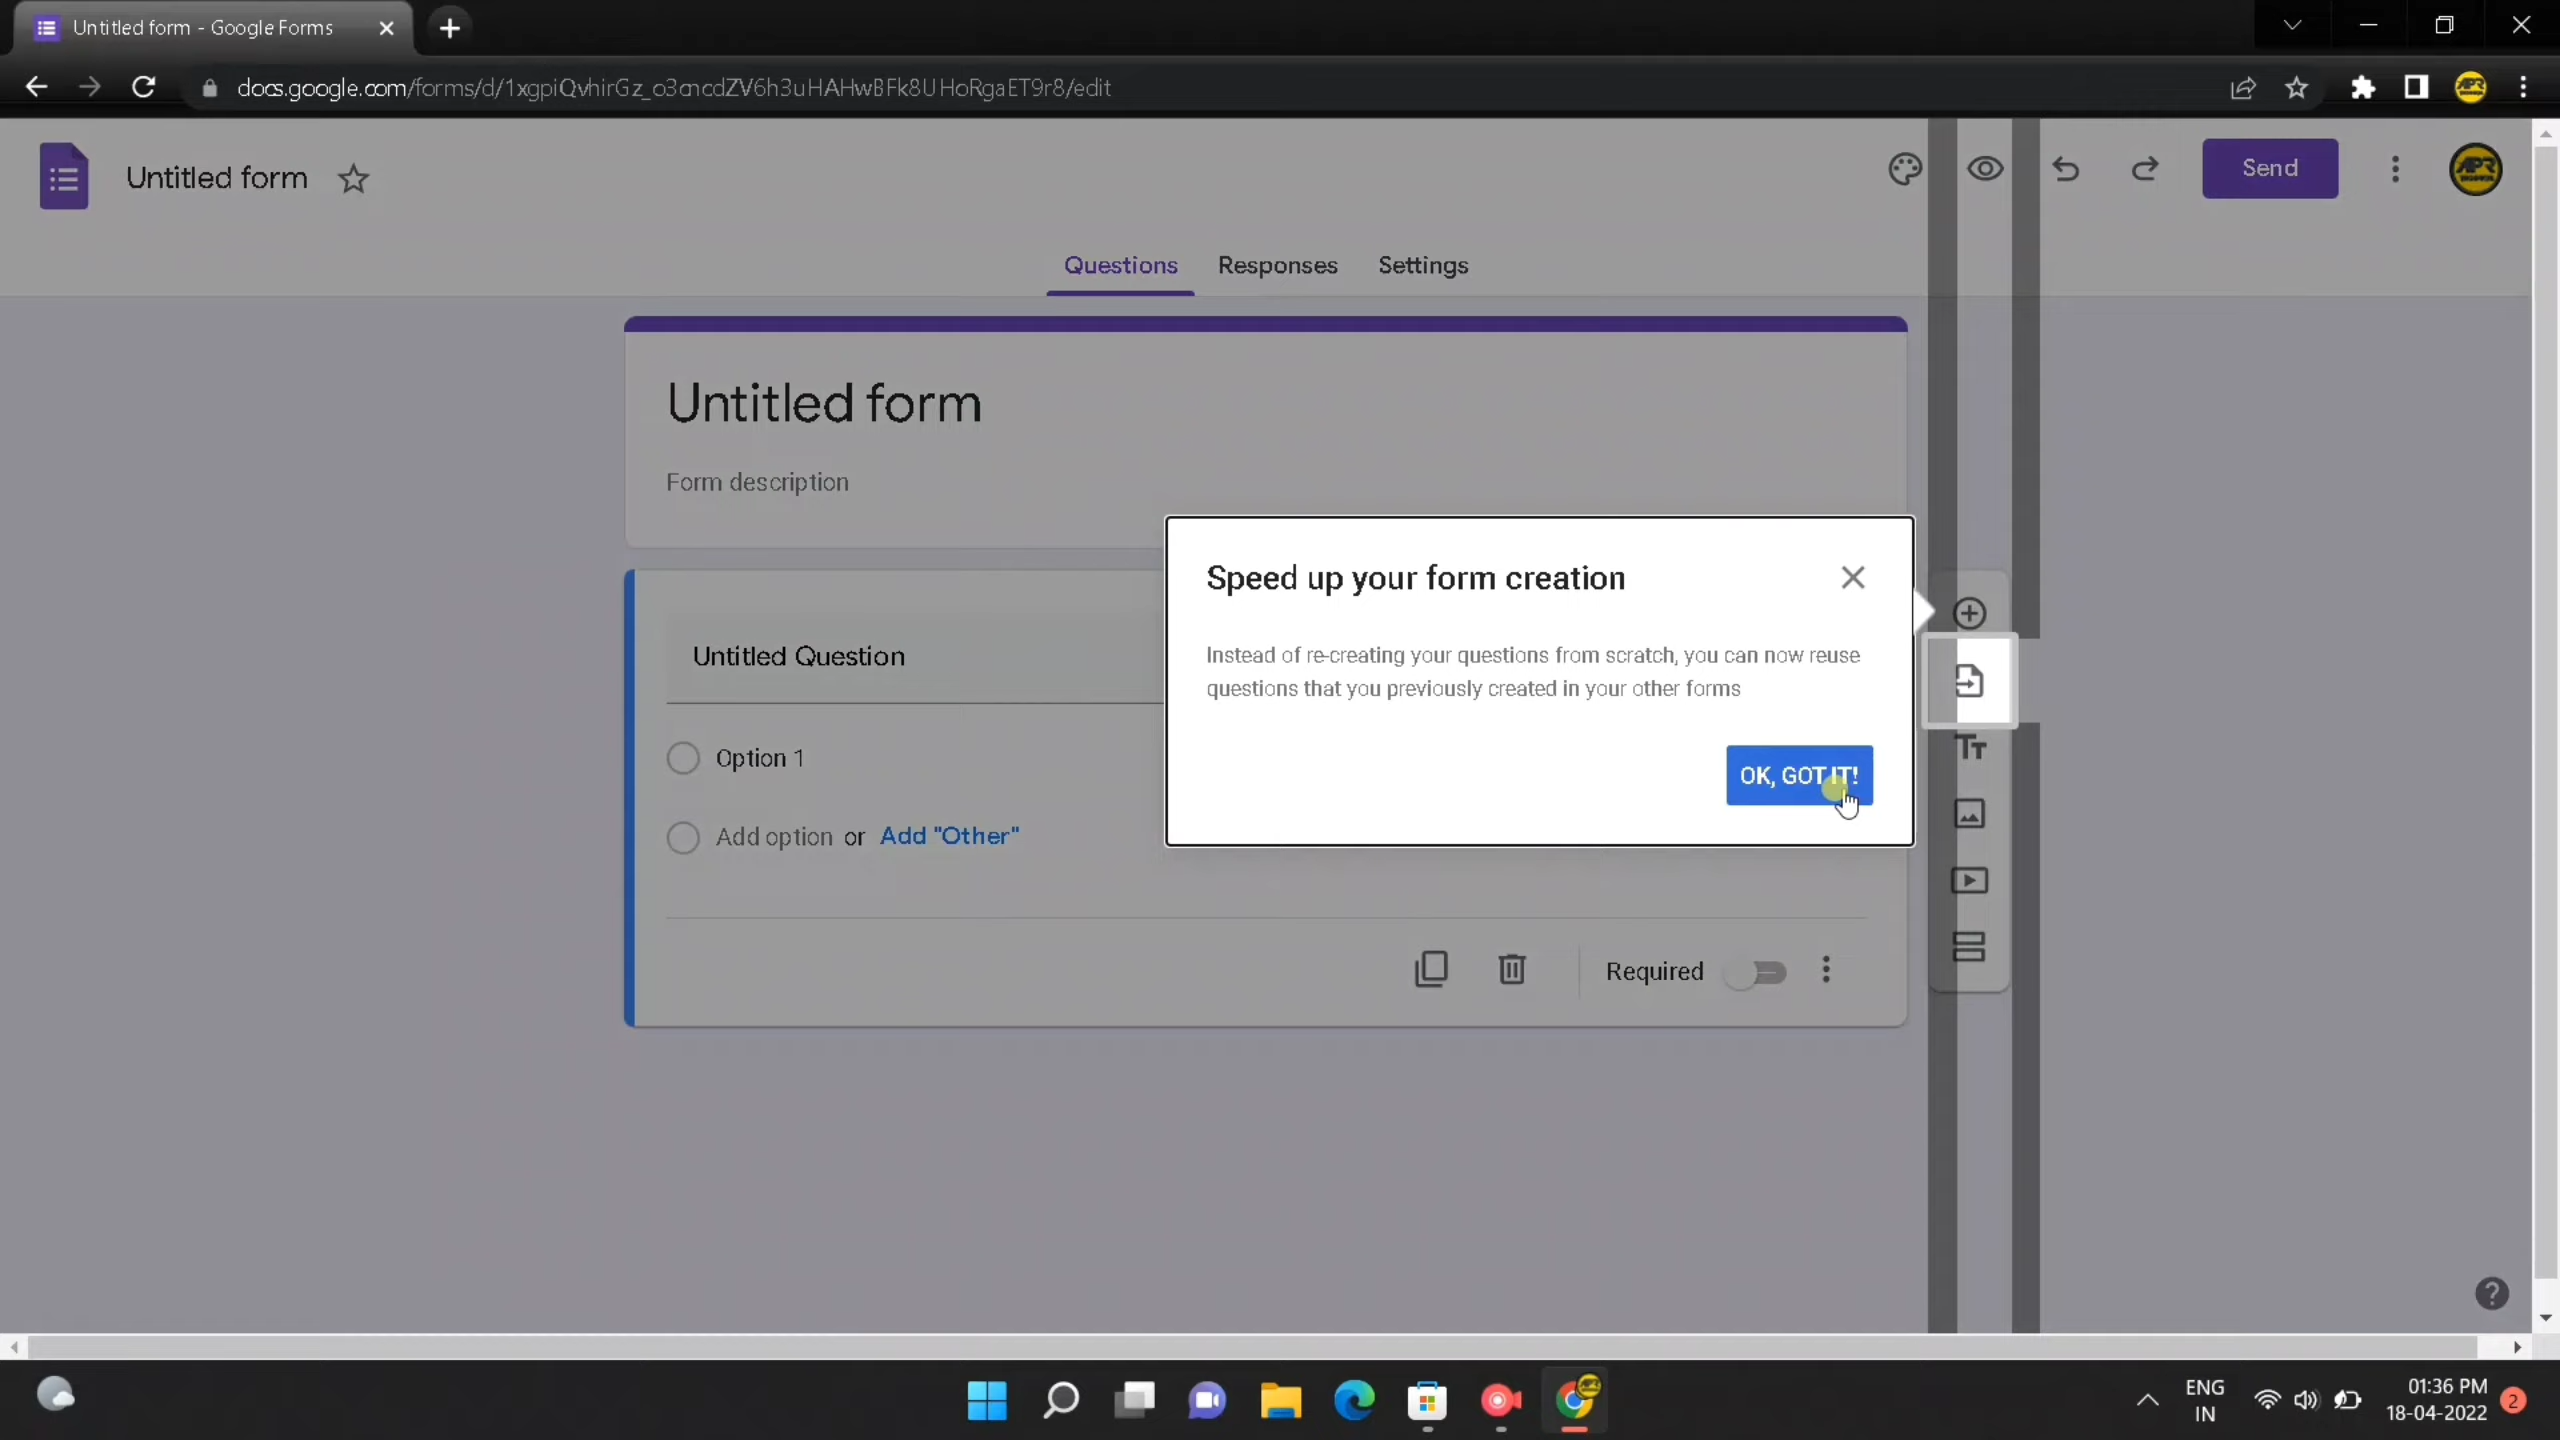 Untitled form - Google Forms
docs.google.com/forms/d/1xgpiQvhirGz_o3ancdZV6h3uHAHwBFk8UHoRgaET9r8/edit
Untitled form
Send
Questions
Responses
Settings
Untitled form
Form description
Speed up your form creation
Instead of re-creating your questions from scratch, you can now reuse
questions that you previously created in your other forms
OK, GOT IT!
Untitled Question
Option 1
Add option or Add "Other"
Required
ENG
IN
01:36 PM
18-04-2022
2